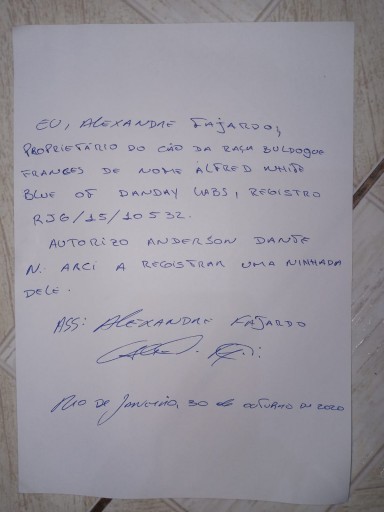 EU, ALEXANDRE FAJARDO,
PROPRIETÁRIO DO CÃO DA RAÇA BULDOGUE
FRANGES DE NOME ALFRED WHITE
BLUE OF DANDAY LABS, REGISTRO
RJG/15/10532.
AUTORIZO ANDERSON DANTE
N. ARCI A REGISTRAR UMA NINHADA
DELE.
ASS: ALEXANDRE FAJARDO
RIO DE JANEIRO, 30 de OUTUBRO DE 2020